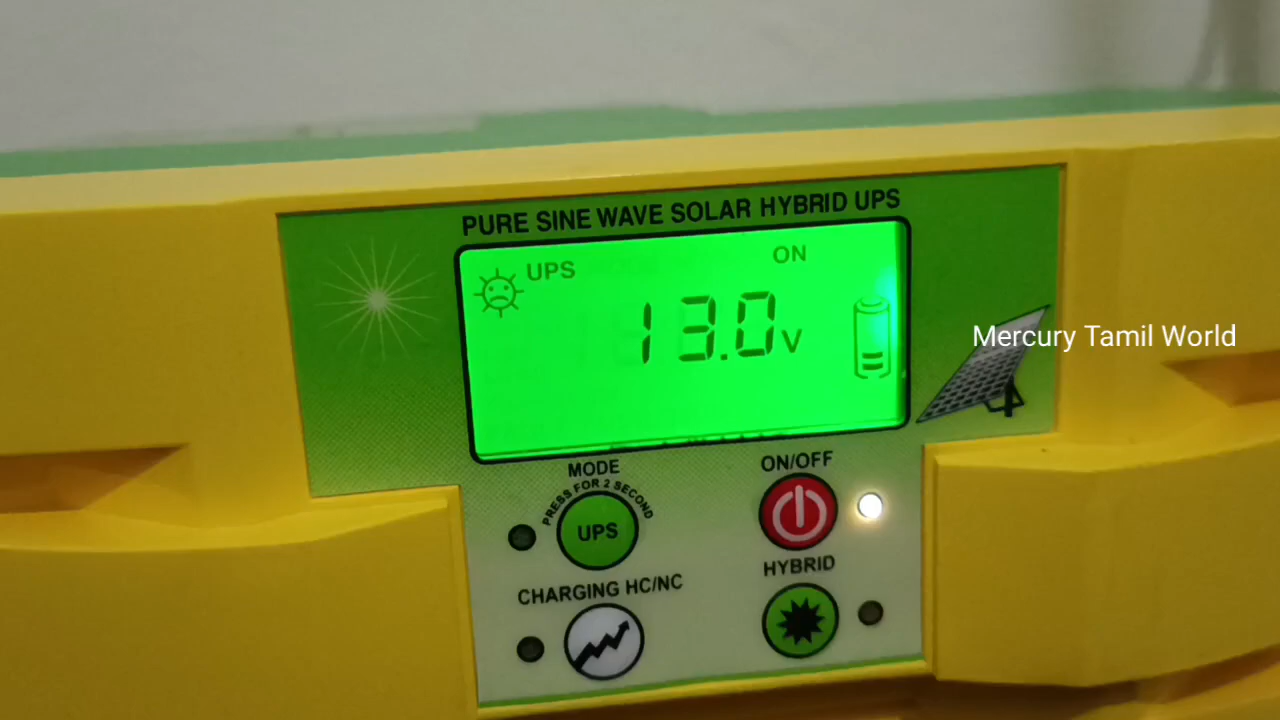 PURE SINE WAVE SOLAR HYBRID UPS
UPS
ON
13.0v
Mercury Tamil World
MODE
PRESS FOR 2 SECOND
UPS
ON/OFF
CHARGING HC/NC
HYBRID